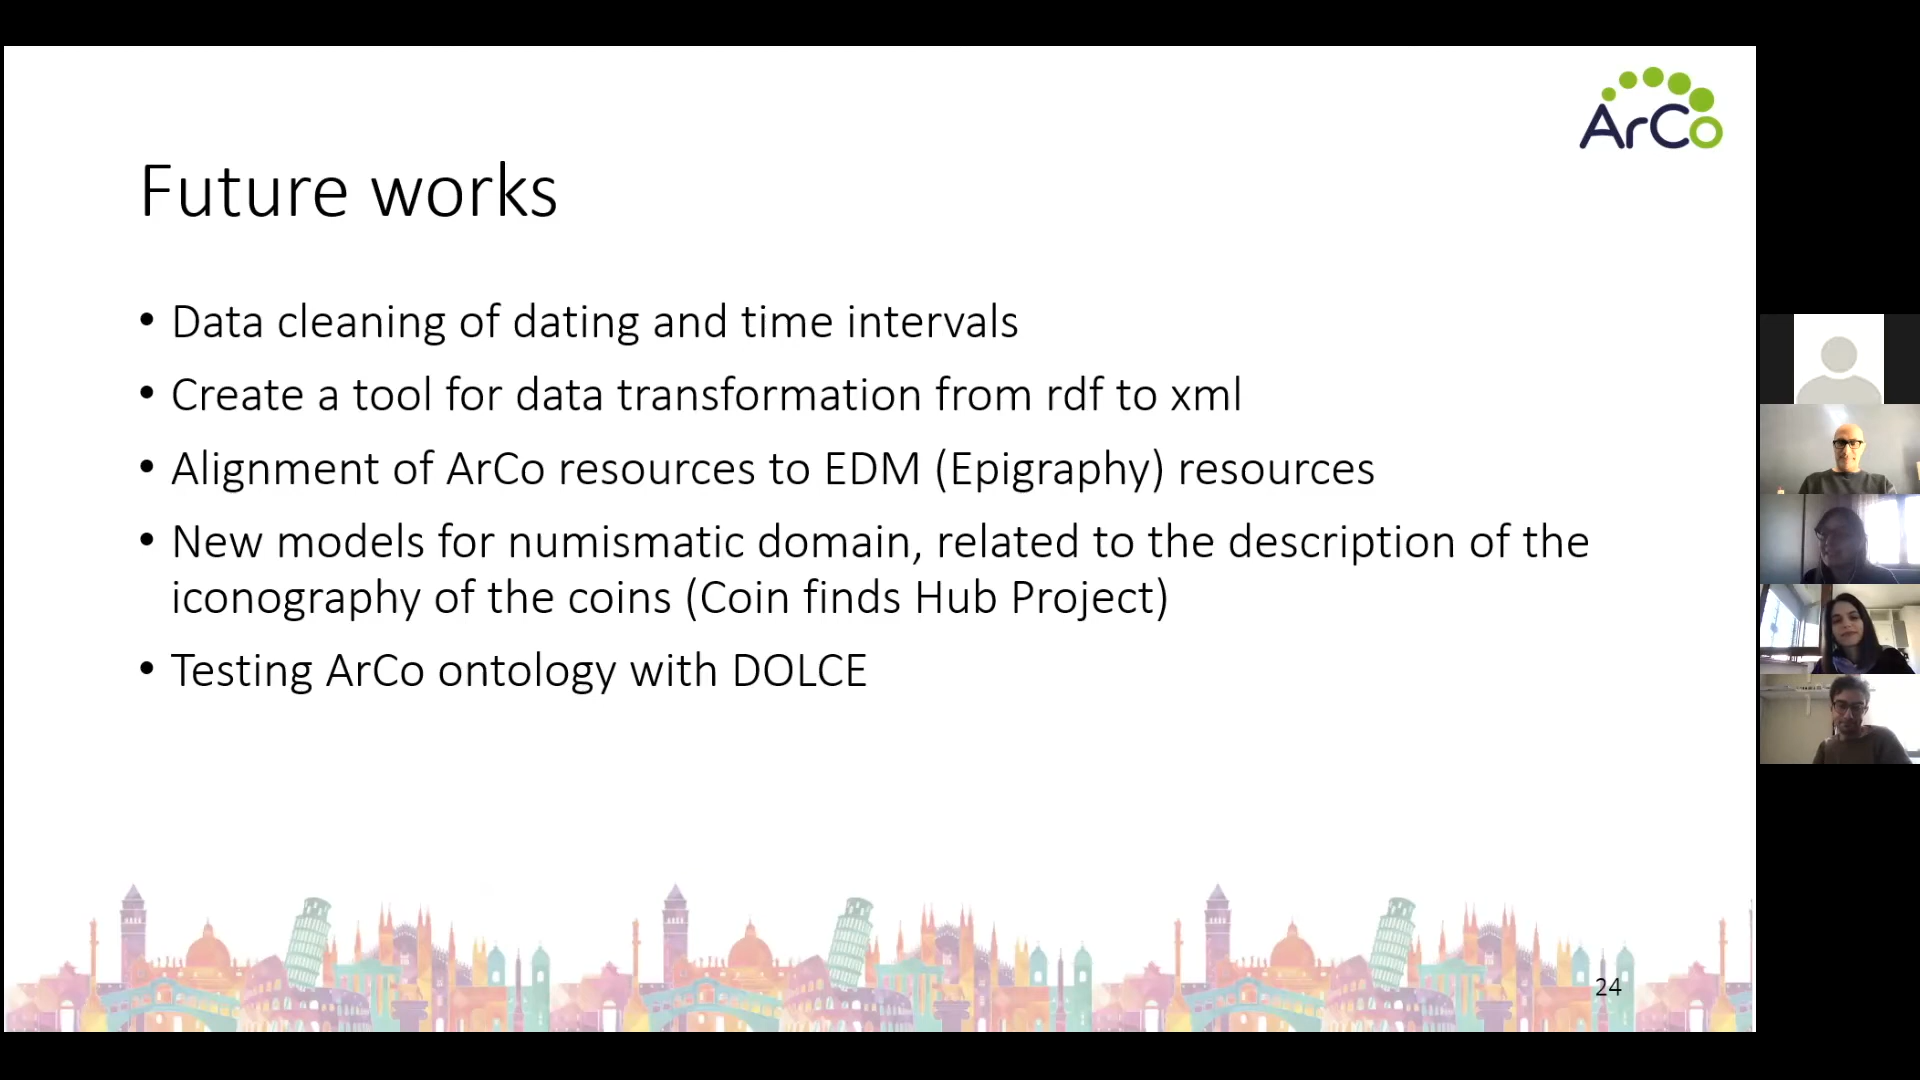 ArCo
Future works
• Data cleaning of dating and time intervals
• Create a tool for data transformation from rdf to xml
• Alignment of ArCo resources to EDM (Epigraphy) resources
• New models for numismatic domain, related to the description of the
iconography of the coins (Coin finds Hub Project)
• Testing ArCo ontology with DOLCE
24